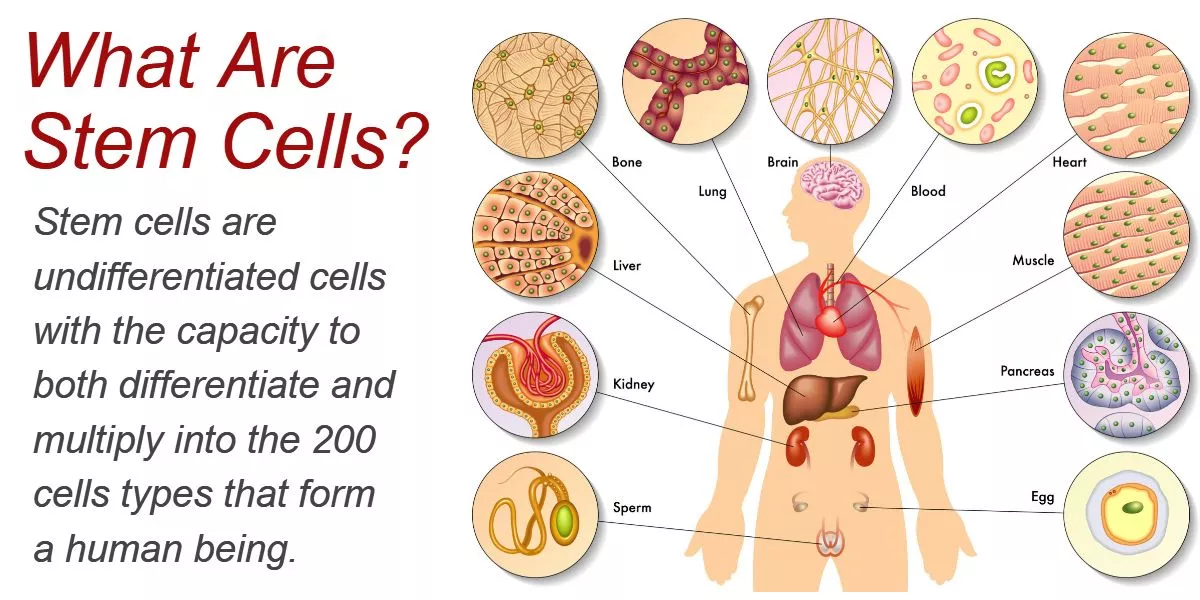 What Are
Stem Cells?
Stem cells are
undifferentiated cells
with the capacity to
both differentiate and
multiply into the 200
cells types that form
a human being.
Bone
Lung
Brain
Blood
Heart
Liver
Muscle
Kidney
Pancreas
Sperm
Egg